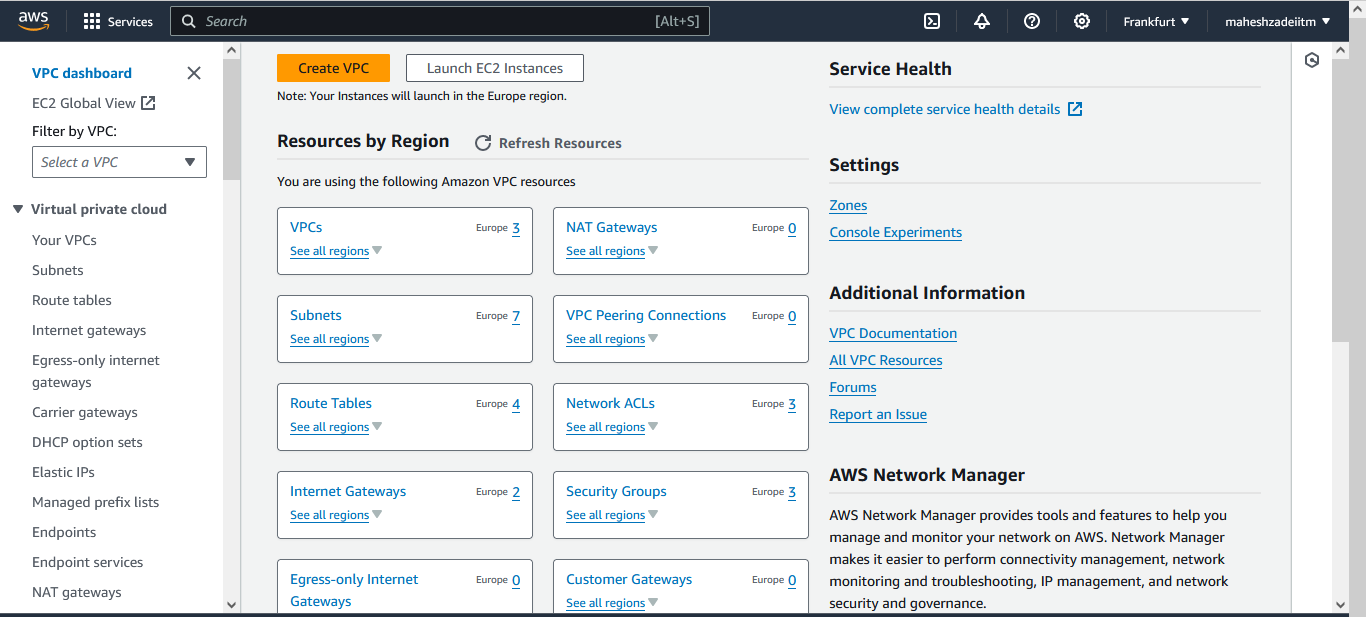 aws
Services
Search
[Alt+S]
Frankfurt
maheshzadeiitm
VPC dashboard
EC2 Global View
Filter by VPC:
Select a VPC
Virtual private cloud
Your VPCs
Subnets
Route tables
Internet gateways
Egress-only internet
gateways
Carrier gateways
DHCP option sets
Elastic IPs
Managed prefix lists
Endpoints
Endpoint services
NAT gateways
Create VPC
Launch EC2 Instances
Note: Your Instances will launch in the Europe region.
Resources by Region
Refresh Resources
You are using the following Amazon VPC resources
VPCs
Europe 3
See all regions
NAT Gateways
Europe 0
See all regions
Subnets
Europe 7
See all regions
VPC Peering Connections
Europe 0
See all regions
Route Tables
Europe 4
See all regions
Network ACLs
Europe 3
See all regions
Internet Gateways
Europe 2
See all regions
Security Groups
Europe 3
See all regions
Egress-only Internet
Gateways
Europe 0
Customer Gateways
Europe 0
See all regions
Service Health
View complete service health details
Settings
Zones
Console Experiments
Additional Information
VPC Documentation
All VPC Resources
Forums
Report an Issue
AWS Network Manager
AWS Network Manager provides tools and features to help you
manage and monitor your network on AWS. Network Manager
makes it easier to perform connectivity management, network
monitoring and troubleshooting, IP management, and network
security and governance.